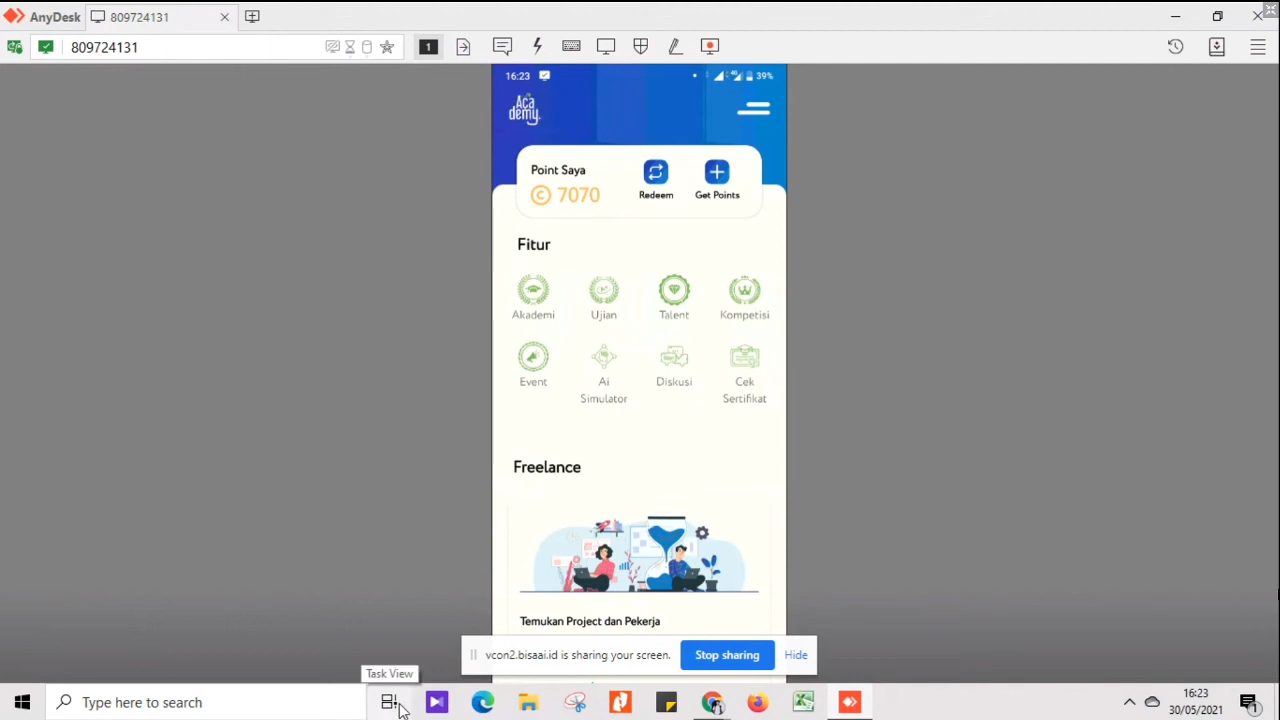 AnyDesk
809724131
809724131
1
16:23
39%
Aca
demy.
Point Saya
C 7070
Redeem
Get Points
Fitur
Akademi
Ujian
Talent
Kompetisi
Event
Ai
Simulator
Diskusi
Cek
Sertifikat
Freelance
Temukan Project dan Pekerja
vcon2.bisaai.id is sharing your screen.
Stop sharing
Hide
Task View
Type here to search
16:23
30/05/2021
1